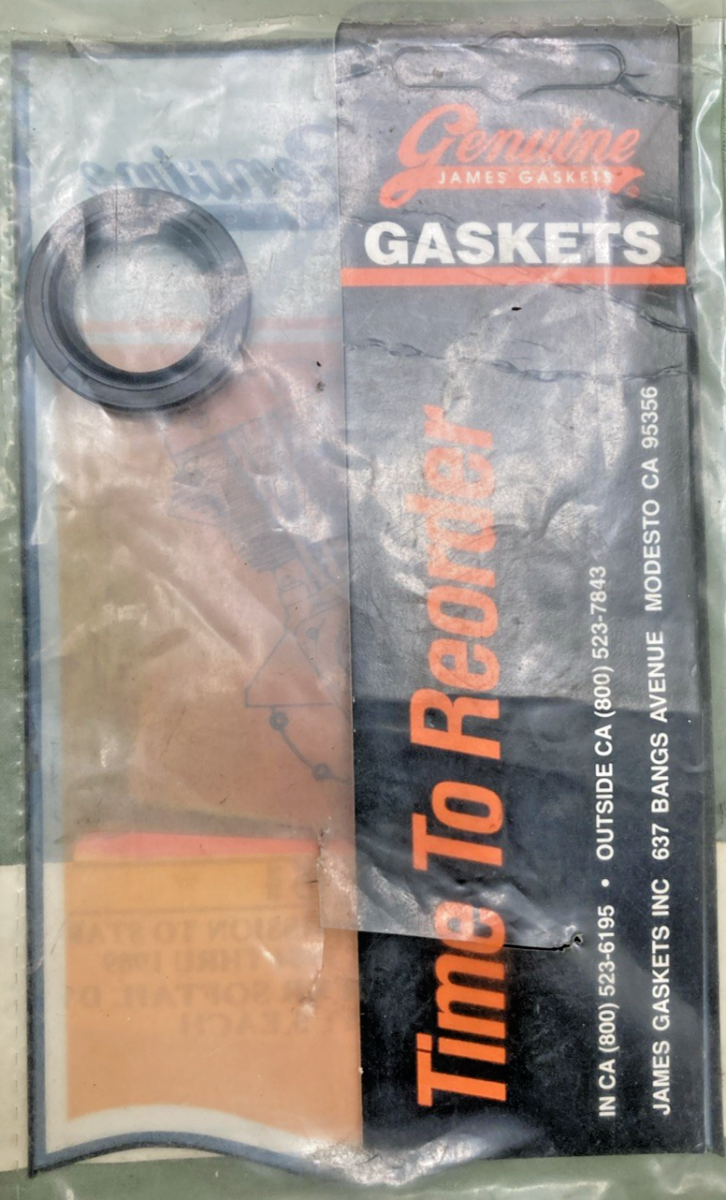 Genuine
JAMES GASKETS
GASKETS
Time To Reorder
IN CA (800) 523-6195 • OUTSIDE CA (800) 523-7843
JAMES GASKETS INC 637 BANGS AVENUE MODESTO CA 95356